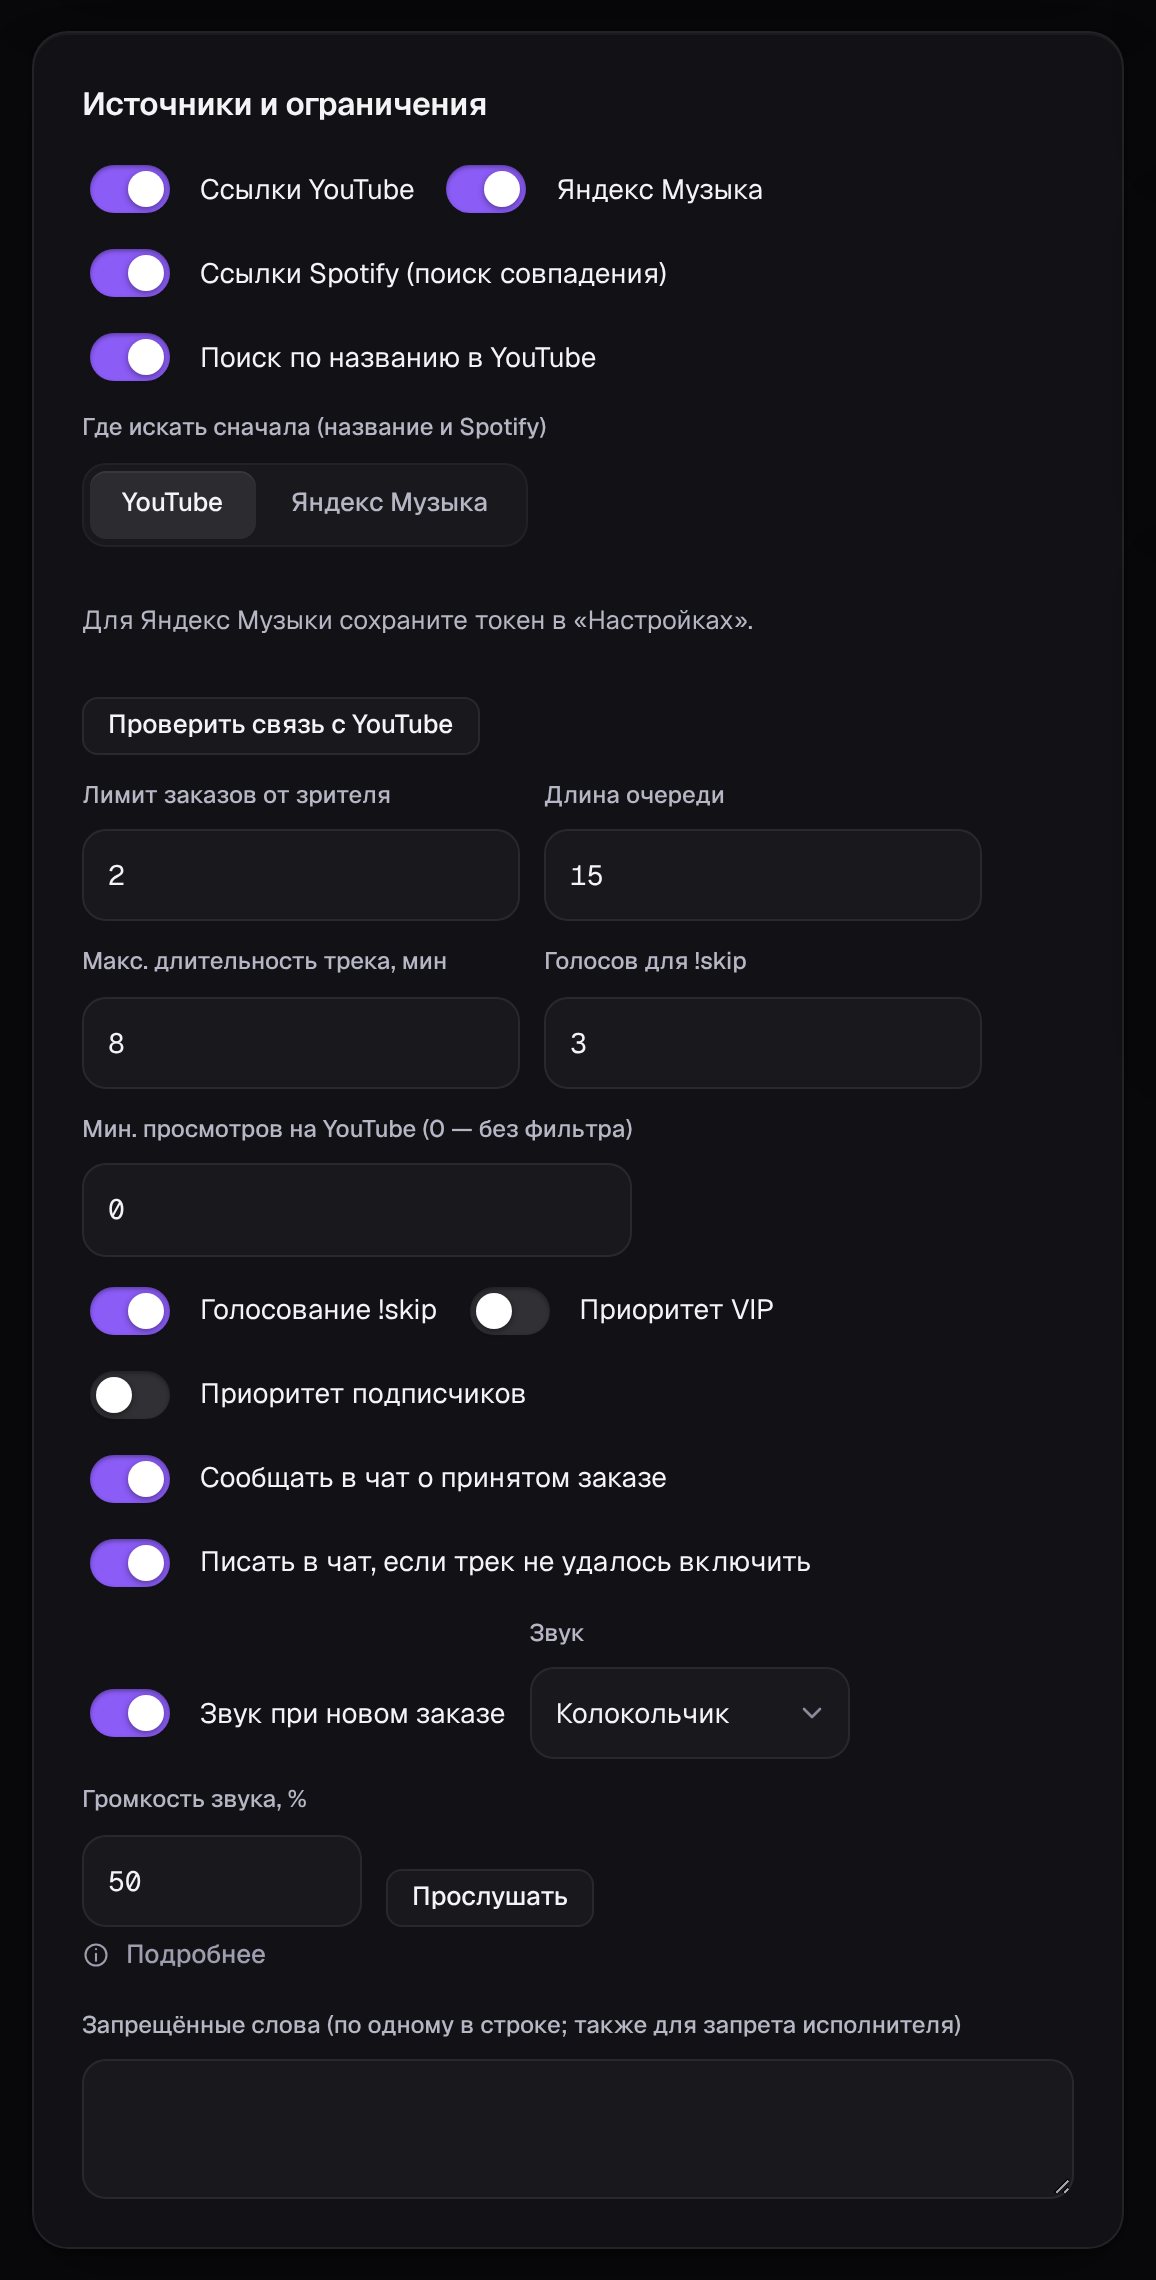 Источники и ограничения
Ссылки YouTube Яндекс Музыка
Ссылки Spotify (поиск совпадения)
Поиск по названию в YouTube
Где искать сначала (название и Spotify)
YouTube Яндекс Музыка
Для Яндекс Музыки сохраните токен в «Настройках».
Проверить связь с YouTube
Лимит заказов от зрителя Длина очереди
2 15
Макс. длительность трека, мин Голосов для !skip
8 3
Мин. просмотров на YouTube (0 — без фильтра)
0
Голосование !skip Приоритет VIP
Приоритет подписчиков
Сообщать в чат о принятом заказе
Писать в чат, если трек не удалось включить
Звук
Звук при новом заказе Колокольчик
Громкость звука, %
50 Прослушать
Подробнее
Запрещённые слова (по одному в строке; также для запрета исполнителя)